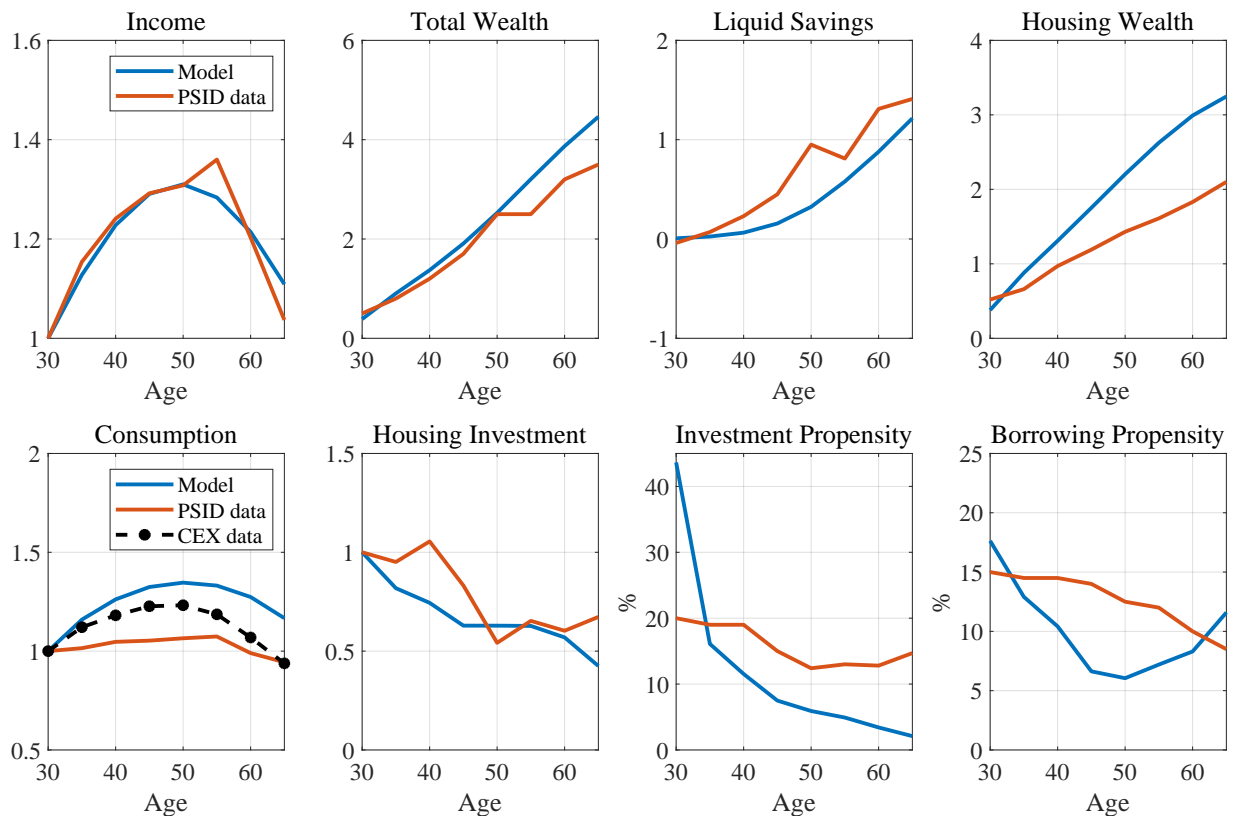 Income
1.6
1.4
1.2
1
30 40 50 60
Age
Model
PSID data
Total Wealth
6
4
2
0
30 40 50 60
Age
Liquid Savings
2
1
0
-1
30 40 50 60
Age
Housing Wealth
4
3
2
1
0
30 40 50 60
Age
Consumption
2
1.5
1
0.5
30 40 50 60
Age
Model
PSID data
CEX data
Housing Investment
1.5
1
0.5
0
30 40 50 60
Age
Investment Propensity
%
40
30
20
10
0
30 40 50 60
Age
Borrowing Propensity
%
25
20
15
10
5
0
30 40 50 60
Age